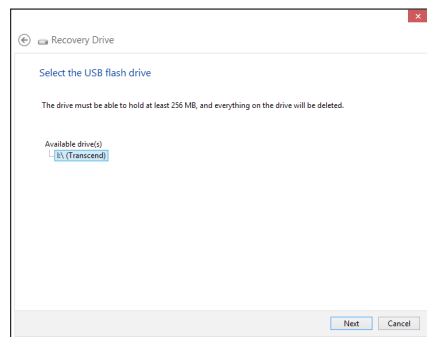 Recovery Drive
Select the USB flash drive
The drive must be able to hold at least 256 MB, and everything on the drive will be deleted.
Available drive(s)
I:\ (Transcend)
Next Cancel